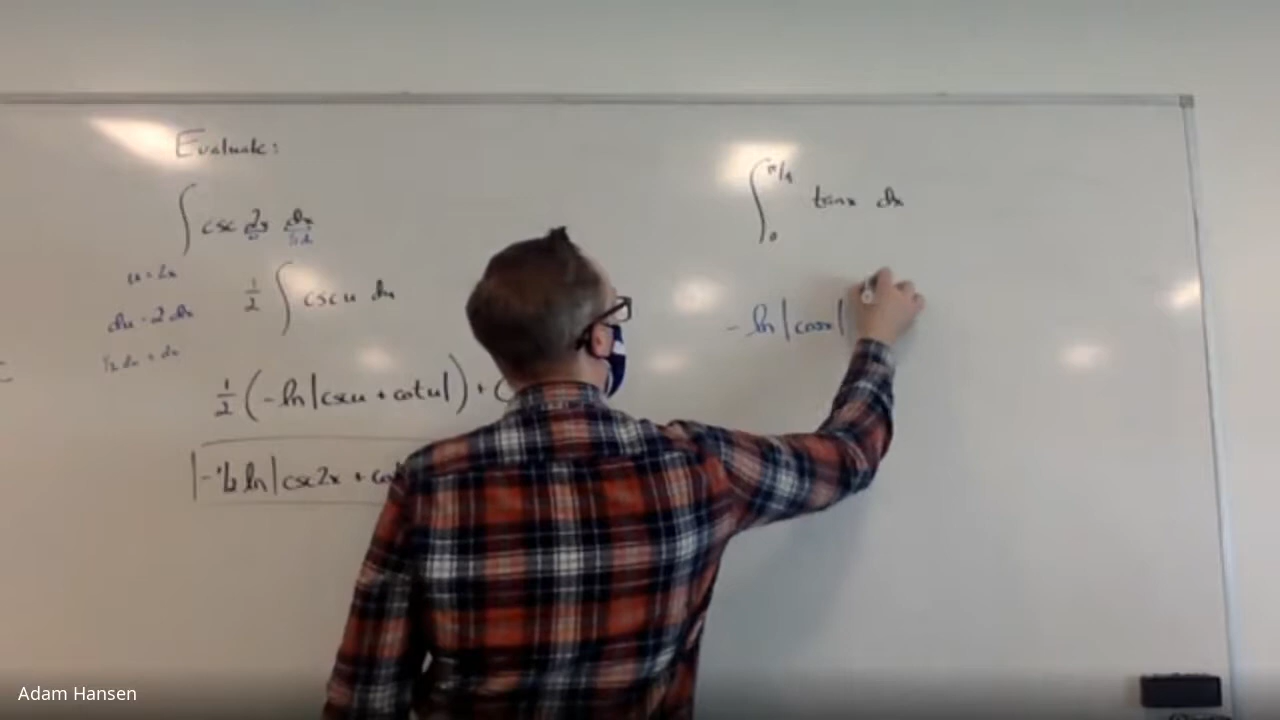 Evaluate:
∫ csc 2x dx
u = 2x
du = 2 dx
½ du = dx
1/2 ∫ csc u du
1/2 (-ln|csc u + cot u|) + C
-½ ln|csc 2x + cot
∫₀^{π/4} tan x dx
-ln|cos x|
Adam Hansen